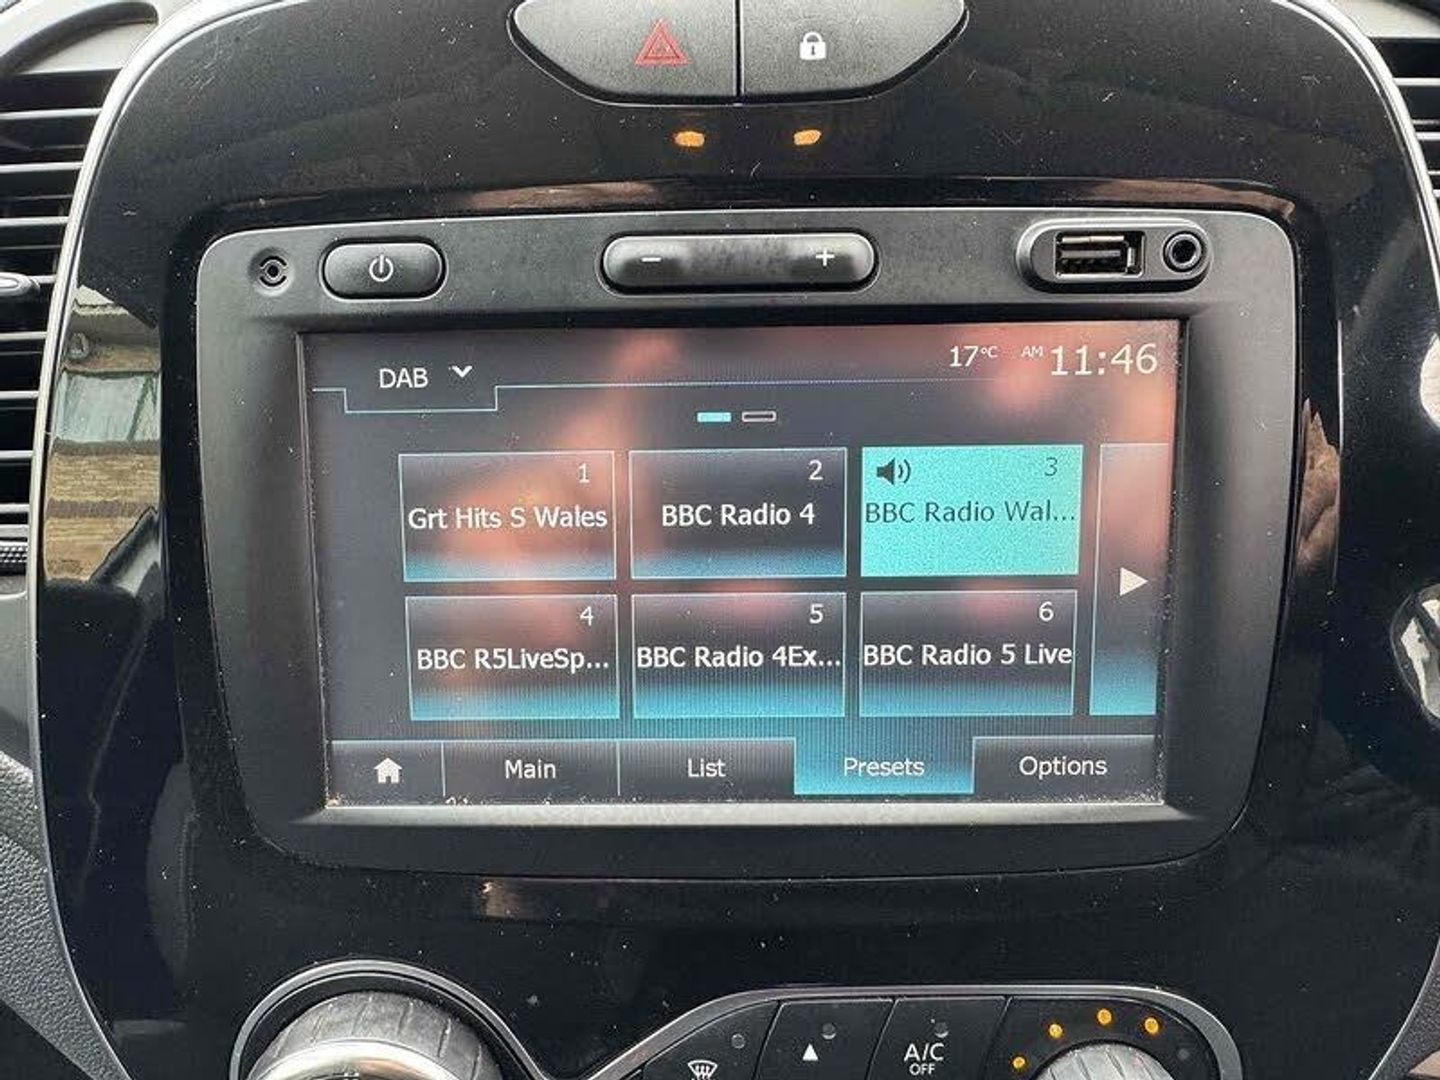 DAB
17°C AM 11:46
1
Grt Hits S Wales
2
BBC Radio 4
3
BBC Radio Wal...
4
BBC R5LiveSp...
5
BBC Radio 4Ex...
6
BBC Radio 5 Live
Main
List
Presets
Options
A/C
OFF